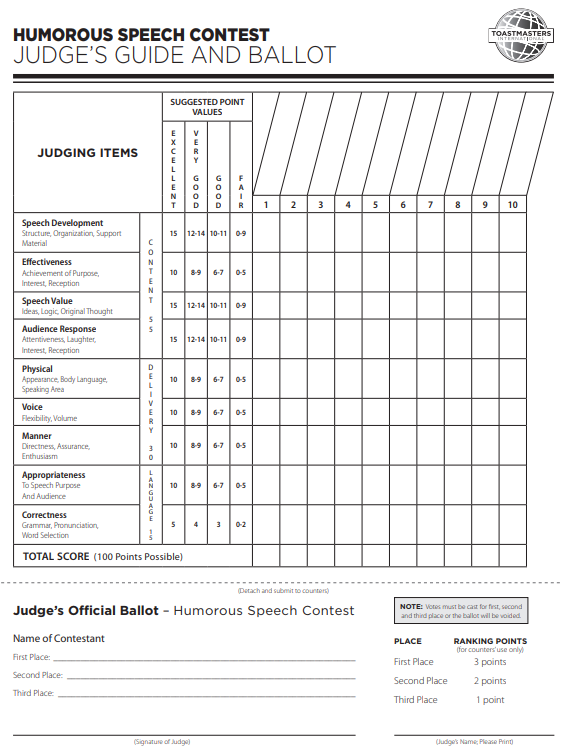 HUMOROUS SPEECH CONTEST
JUDGE'S GUIDE AND BALLOT
TOASTMASTERS
INTERNATIONAL
JUDGING ITEMS
SUGGESTED POINT
VALUES
EXCELLENT
VERY GOOD
GOOD
FAIR
1 2 3 4 5 6 7 8 9 10
CONTENT 55
Speech Development
Structure, Organization, Support
Material
15 12-14 10-11 0-9
Effectiveness
Achievement of Purpose,
Interest, Reception
10 8-9 6-7 0-5
Speech Value
Ideas, Logic, Original Thought
15 12-14 10-11 0-9
Audience Response
Attentiveness, Laughter,
Interest, Reception
15 12-14 10-11 0-9
DELIVERY 30
Physical
Appearance, Body Language,
Speaking Area
10 8-9 6-7 0-5
Voice
Flexibility, Volume
10 8-9 6-7 0-5
Manner
Directness, Assurance,
Enthusiasm
10 8-9 6-7 0-5
LANGUAGE 15
Appropriateness
To Speech Purpose
And Audience
10 8-9 6-7 0-5
Correctness
Grammar, Pronunciation,
Word Selection
5 4 3 0-2
TOTAL SCORE (100 Points Possible)
(Detach and submit to counters)
Judge's Official Ballot – Humorous Speech Contest
NOTE: Votes must be cast for first, second
and third place or the ballot will be voided.
Name of Contestant
First Place:
Second Place:
Third Place:
PLACE RANKING POINTS
(for counters' use only)
First Place 3 points
Second Place 2 points
Third Place 1 point
(Signature of Judge)
(Judge's Name; Please Print)